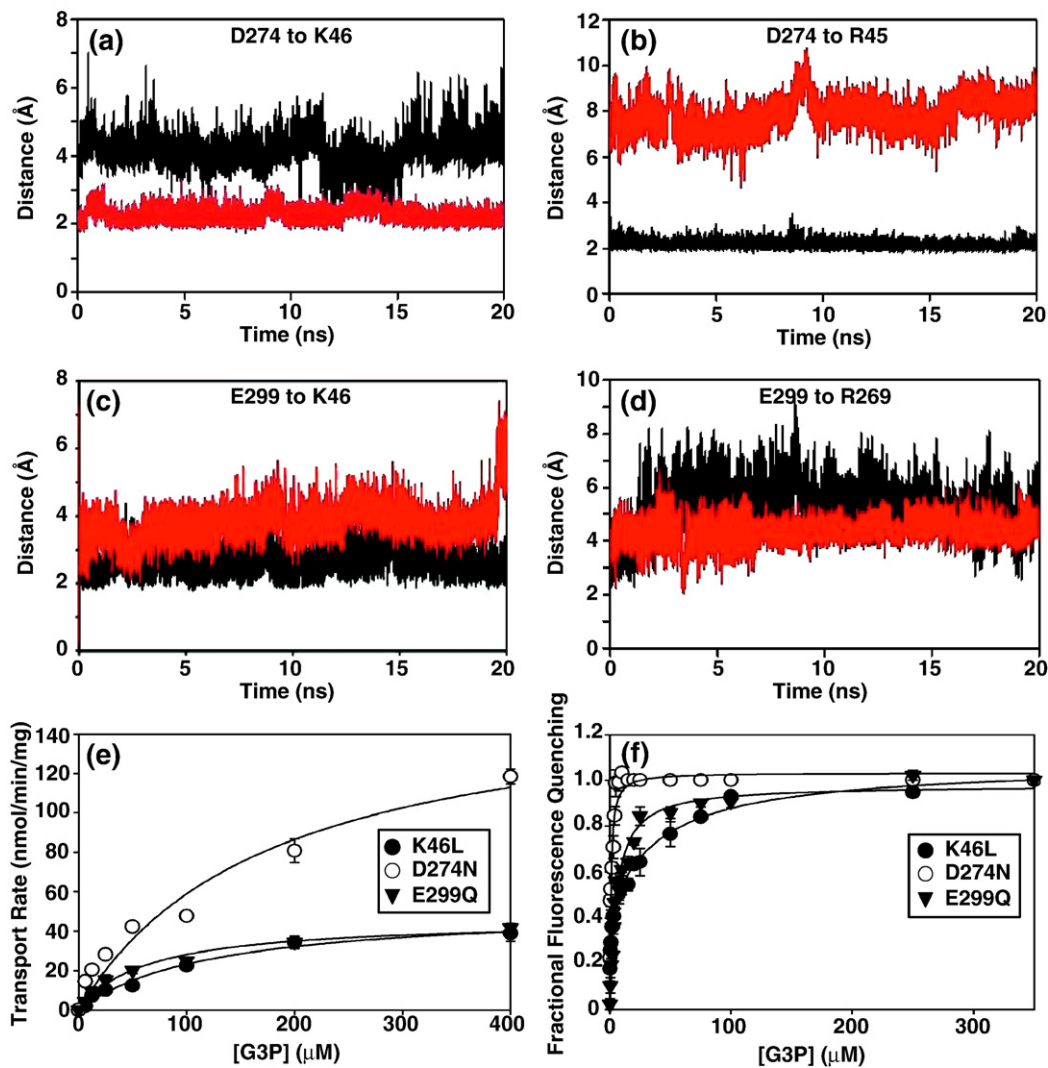 (a) D274 to K46
8
6
4
2
0
Distance (Å)
0 5 10 15 20
Time (ns)
(b) D274 to R45
12
10
8
6
4
2
0
Distance (Å)
0 5 10 15 20
Time (ns)
(c) E299 to K46
8
6
4
2
0
Distance (Å)
0 5 10 15 20
Time (ns)
(d) E299 to R269
10
8
6
4
2
0
Distance (Å)
0 5 10 15 20
Time (ns)
(e)
140
120
100
80
60
40
20
0
Transport Rate (nmol/min/mg)
K46L
D274N
E299Q
0 100 200 300 400
[G3P] (μM)
(f)
1.2
1.0
0.8
0.6
0.4
0.2
0
Fractional Fluorescence Quenching
K46L
D274N
E299Q
0 100 200 300
[G3P] (μM)